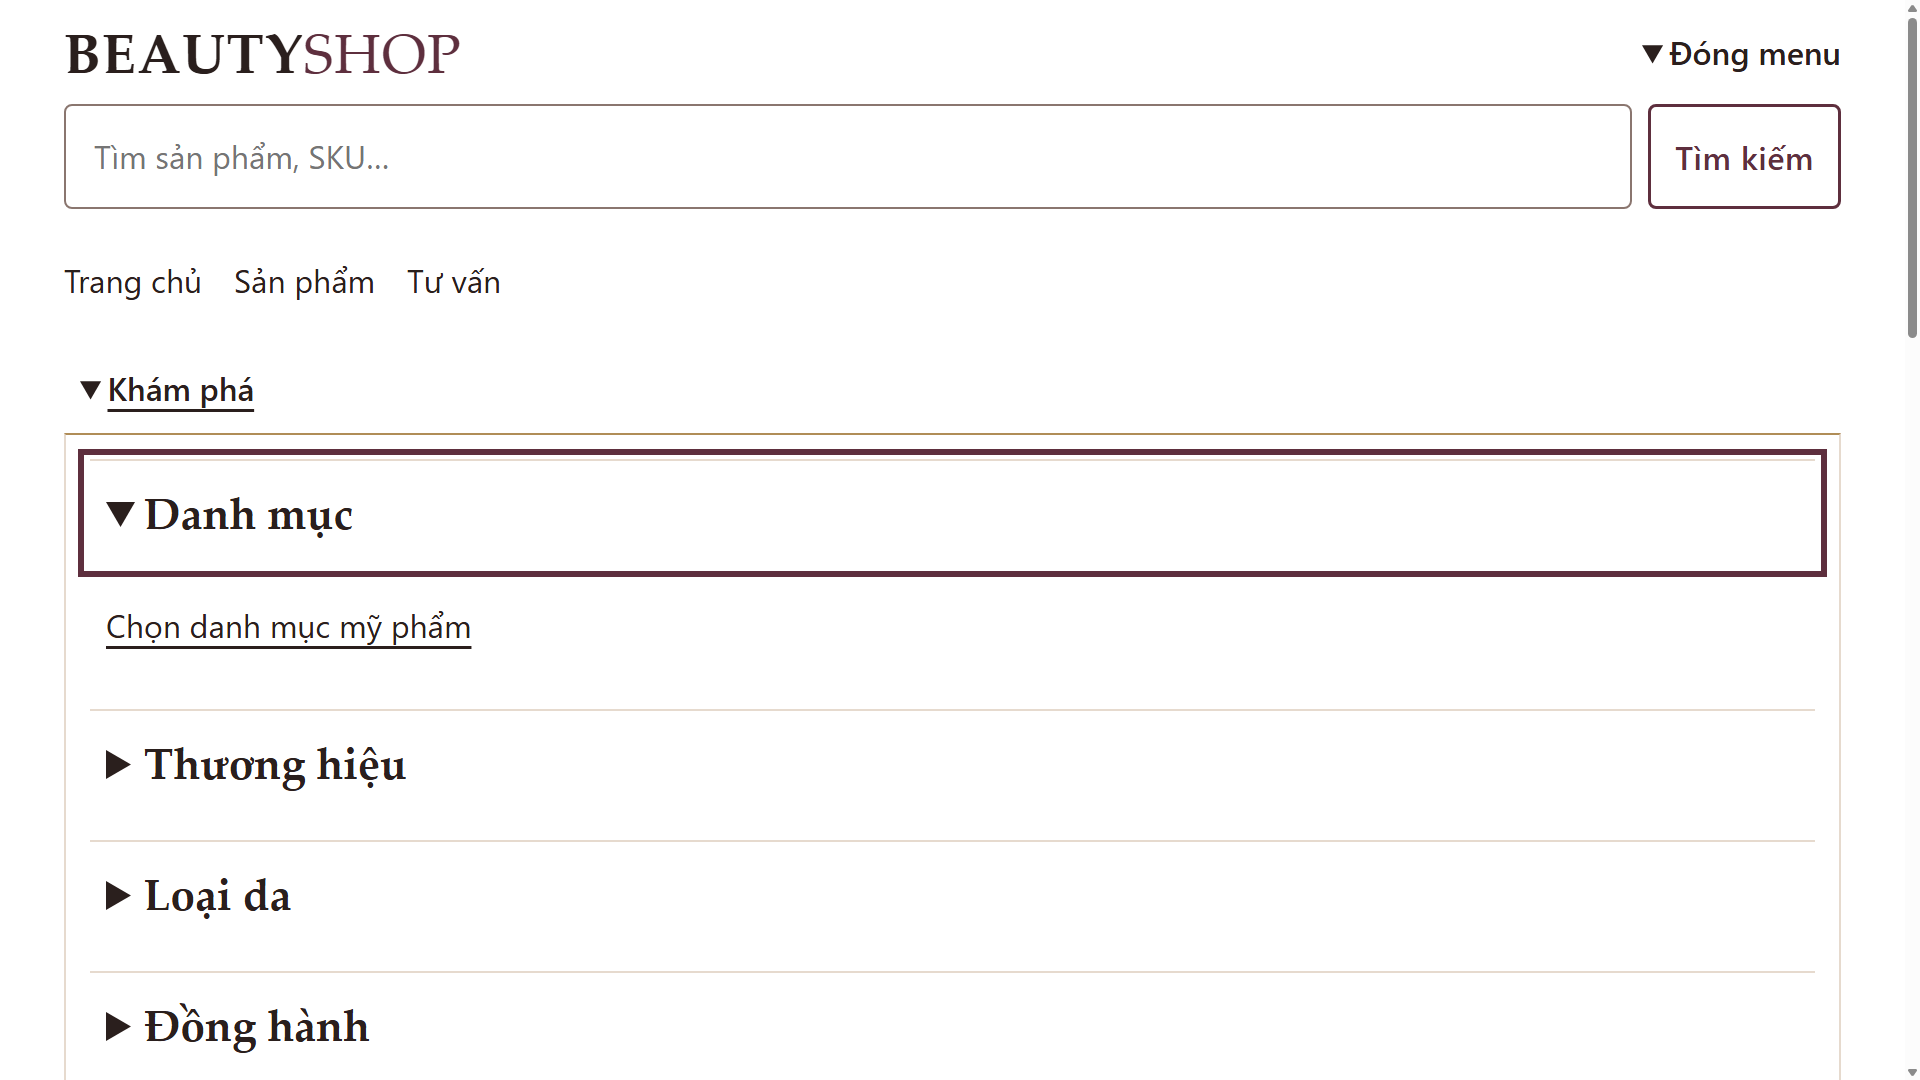 BEAUTYSHOP
Đóng menu
Tìm sản phẩm, SKU...
Tìm kiếm
Trang chủ Sản phẩm Tư vấn
Khám phá
Danh mục
Chọn danh mục mỹ phẩm
Thương hiệu
Loại da
Đồng hành